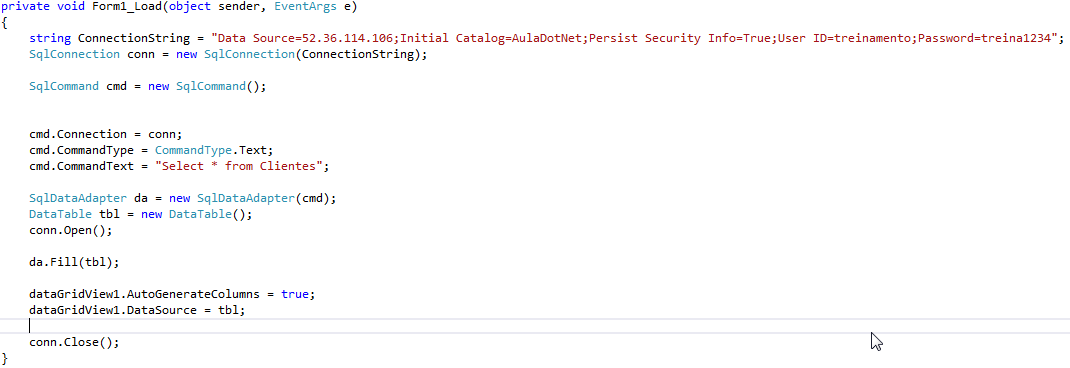 private void Form1_Load(object sender, EventArgs e)
{
string ConnectionString = "Data Source=52.36.114.106;Initial Catalog=AulaDotNet;Persist Security Info=True;User ID=treinamento;Password=treina1234";
SqlConnection conn = new SqlConnection(ConnectionString);
SqlCommand cmd = new SqlCommand();
cmd.Connection = conn;
cmd.CommandType = CommandType.Text;
cmd.CommandText = "Select * from Clientes";
SqlDataAdapter da = new SqlDataAdapter(cmd);
DataTable tbl = new DataTable();
conn.Open();
da.Fill(tbl);
dataGridView1.AutoGenerateColumns = true;
dataGridView1.DataSource = tbl;
conn.Close();
}